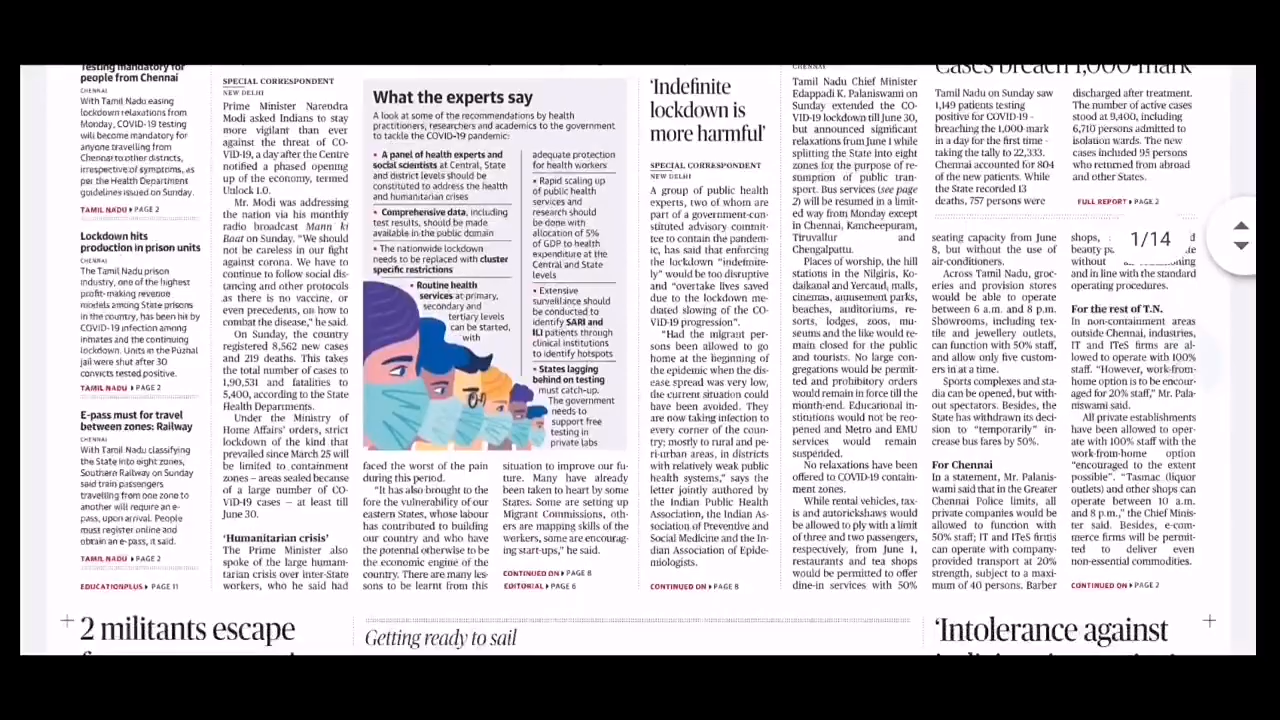 Testing mandatory for
people from Chennai
CHENNAI
With Tamil Nadu easing
lockdown relaxations from
Monday, COVID-19 testing
will become mandatory for
anyone travelling from
Chennai to other districts,
irrespective of symptoms, as
per the Health Department
guidelines issued on Sunday.
TAMIL NADU PAGE 2
Lockdown hits
production in prison units
CHENNAI
The Tamil Nadu prison
industry, one of the highest
profit-making revenue
models among State prisons
in the country, has been hit by
COVID-19 infection among
inmates and the continuing
lockdown. Units in the Puzhal
jail were shut after 30
convicts tested positive.
TAMIL NADU PAGE 2
E-pass must for travel
between zones: Railway
CHENNAI
With Tamil Nadu classifying
the State into eight zones,
Southern Railway on Sunday
said train passengers
travelling from one zone to
another will require an e-
pass, upon arrival. People
must register online and
obtain an e-pass, it said.
TAMIL NADU PAGE 2
EDUCATIONPLUS PAGE 11
SPECIAL CORRESPONDENT
NEW DELHI
Prime Minister Narendra
Modi asked Indians to stay
more vigilant than ever
against the threat of CO-
VID-19, a day after the Centre
notified a phased opening
up of the economy, termed
Unlock 1.0.
Mr. Modi was addressing
the nation via his monthly
radio broadcast Mann ki
Baat on Sunday. “We should
not be careless in our fight
against corona. We have to
continue to follow social dis-
tancing and other protocols
as there is no vaccine, or
even precedents, on how to
combat the disease,” he said.
On Sunday, the country
registered 8,562 new cases
and 219 deaths. This takes
the total number of cases to
1,90,531 and fatalities to
5,400, according to the State
Health Departments.
Under the Ministry of
Home Affairs’ orders, strict
lockdown of the kind that
prevailed since March 25 will
be limited to containment
zones – areas sealed because
of a large number of CO-
VID-19 cases – at least till
June 30.
‘Humanitarian crisis’
The Prime Minister also
spoke of the large human-
tarian crisis over inter-State
workers, who he said had
What the experts say
A look at some of the recommendations by health
practitioners, researchers and academics to the government
to tackle the COVID-19 pandemic:
• A panel of health experts and
social scientists at Central, State
and district levels should be
constituted to address the health
and humanitarian crises
• Comprehensive data, including
test results, should be made
available in the public domain
• The nationwide lockdown
needs to be replaced with cluster
specific restrictions
• Routine health
services at primary,
secondary and
tertiary levels
can be started,
with
adequate protection
for health workers
• Rapid scaling up
of public health
services and
research should
be done with
allocation of 5%
of GDP to health
expenditure at the
Central and State
levels
• Extensive
surveillance should
be conducted to
identify SARI and
ILI patients through
clinical institutions
to identify hotspots
• States lagging
behind on testing
must catch-up.
The government
needs to
support free
testing in
private labs
faced the worst of the pain
during this period.
“It has also brought to the
fore the vulnerability of our
eastern States, whose labour
has contributed to building
our country and who have
the potential otherwise to be
the economic engine of the
country. There are many les-
sons to be learnt from this
situation to improve our fu-
ture. Many have already
been taken to heart by some
States. Some are setting up
Migrant Commissions, oth-
ers are mapping skills of the
workers, some are encourag-
ing start-ups,” he said.
CONTINUED ON PAGE 8
EDITORIAL PAGE 6
‘Indefinite
lockdown is
more harmful’
SPECIAL CORRESPONDENT
NEW DELHI
A group of public health
experts, two of whom are
part of a government-con-
stituted advisory commit-
tee to contain the pandem-
ic, has said that enforcing
the lockdown “indefinite-
ly” would be too disruptive
and “overtake lives saved
due to the lockdown me-
diated slowing of the CO-
VID-19 progression”.
“Had the migrant per-
sons been allowed to go
home at the beginning of
the epidemic when the dis-
ease spread was very low,
the current situation could
have been avoided. They
are now taking infection to
every corner of the coun-
try; mostly to rural and pe-
ri-urban areas, in districts
with relatively weak public
health systems,” says the
letter jointly authored by
the Indian Public Health
Association, the Indian As-
sociation of Preventive and
Social Medicine and the In-
dian Association of Epide-
miologists.
CONTINUED ON PAGE 8
CHENNAI
Tamil Nadu Chief Minister
Edappadi K. Palaniswami on
Sunday extended the CO-
VID-19 lockdown till June 30,
but announced significant
relaxations from June 1 while
splitting the State into eight
zones for the purpose of re-
sumption of public tran-
sport. Bus services (see page
2) will be resumed in a limit-
ed way from Monday except
in Chennai, Kancheepuram,
Tiruvallur and
Chengalpattu.
Places of worship, the hill
stations in the Nilgiris, Ko-
daikanal and Yercaud, malls,
cinemas, amusement parks,
beaches, auditoriums, re-
sorts, lodges, zoos, mu-
seums and the like would re-
main closed for the public
and tourists. No large con-
gregations would be permit-
ted and prohibitory orders
would remain in force till the
month-end. Educational in-
stitutions would not be reo-
pened and Metro and EMU
services would remain
suspended.
No relaxations have been
offered to COVID-19 contain-
ment zones.
While rental vehicles, tax-
is and autorickshaws would
be allowed to ply with a limit
of three and two passengers,
respectively, from June 1,
restaurants and tea shops
would be permitted to offer
dine-in services with 50%
Cases breach 1,000-mark
Tamil Nadu on Sunday saw
1,149 patients testing
positive for COVID-19 -
breaching the 1,000-mark
in a day for the first time -
taking the tally to 22,333.
Chennai accounted for 804
of the new patients. While
the State recorded 13
deaths, 757 persons were
discharged after treatment.
The number of active cases
stood at 9,400, including
6,710 persons admitted to
isolation wards. The new
cases included 95 persons
who returned from abroad
and other States.
FULL REPORT PAGE 2
seating capacity from June
8, but without the use of
air-conditioners.
Across Tamil Nadu, groc-
eries and provision stores
would be able to operate
between 6 a.m. and 8 p.m.
Showrooms, including tex-
tile and jewellery outlets,
can function with 50% staff,
and allow only five custom-
ers in at a time.
Sports complexes and sta-
dia can be opened, but with-
out spectators. Besides, the
State has withdrawn its deci-
sion to “temporarily” in-
crease bus fares by 50%.
For Chennai
In a statement, Mr. Palanis-
wami said that in the Greater
Chennai Police limits, all
private companies would be
allowed to function with
50% staff; IT and ITeS firms
can operate with company-
provided transport at 20%
strength, subject to a maxi-
mum of 40 persons. Barber
shops,
beauty
without
and in line with the standard
operating procedures.
1/14
For the rest of T.N.
In non-containment areas
outside Chennai, industries,
IT and ITeS firms are al-
lowed to operate with 100%
staff. “However, work-from-
home option is to be encour-
aged for 20% staff,” Mr. Pala-
niswami said.
All private establishments
have been allowed to oper-
ate with 100% staff with the
work-from-home option
“encouraged to the extent
possible”. “Tasmac (liquor
outlets) and other shops can
operate between 10 a.m.
and 8 p.m.,” the Chief Minis-
ter said. Besides, e-com-
merce firms will be permit-
ted to deliver even
non-essential commodities.
CONTINUED ON PAGE 2
2 militants escape
Getting ready to sail
‘Intolerance against